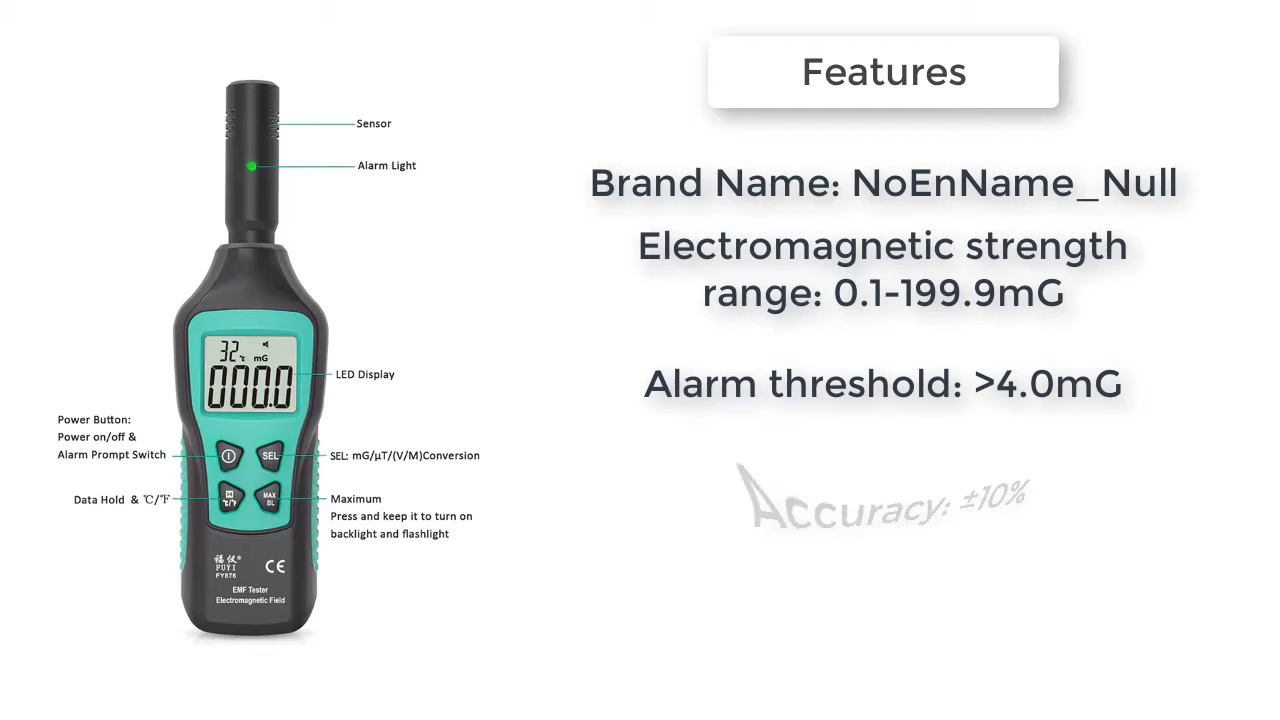 Features
Brand Name: NoEnName_Null
Electromagnetic strength
range: 0.1-199.9mG
Alarm threshold: >4.0mG
Accuracy: ±10%
Sensor
Alarm Light
32 ℃ mG
000.0
LED Display
Power Button:
Power on/off &
Alarm Prompt Switch
SEL
SEL: mG/μT/(V/M)Conversion
Data Hold & ℃/℉
H
℃/℉
MAX
BL
Maximum
Press and keep it to turn on
backlight and flashlight
福仪®
FUYI
FY876
CE
EMF Tester
Electromagnetic Field